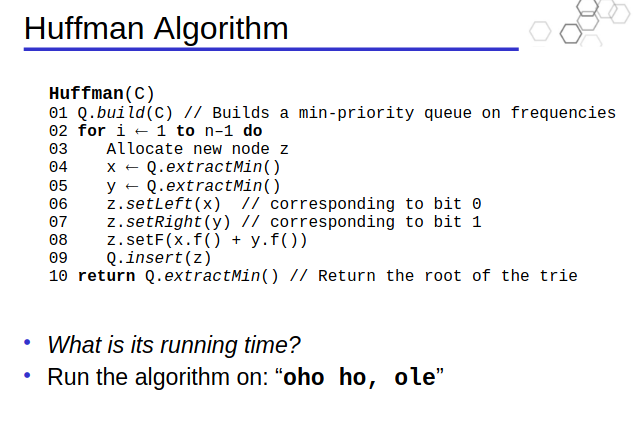 Huffman Algorithm
Huffman(C)
01 Q.build(C) // Builds a min-priority queue on frequencies
02 for i ← 1 to n–1 do
03    Allocate new node z
04    x ← Q.extractMin()
05    y ← Q.extractMin()
06    z.setLeft(x)  // corresponding to bit 0
07    z.setRight(y) // corresponding to bit 1
08    z.setF(x.f() + y.f())
09    Q.insert(z)
10 return Q.extractMin() // Return the root of the trie
• What is its running time?
• Run the algorithm on: “oho ho, ole”